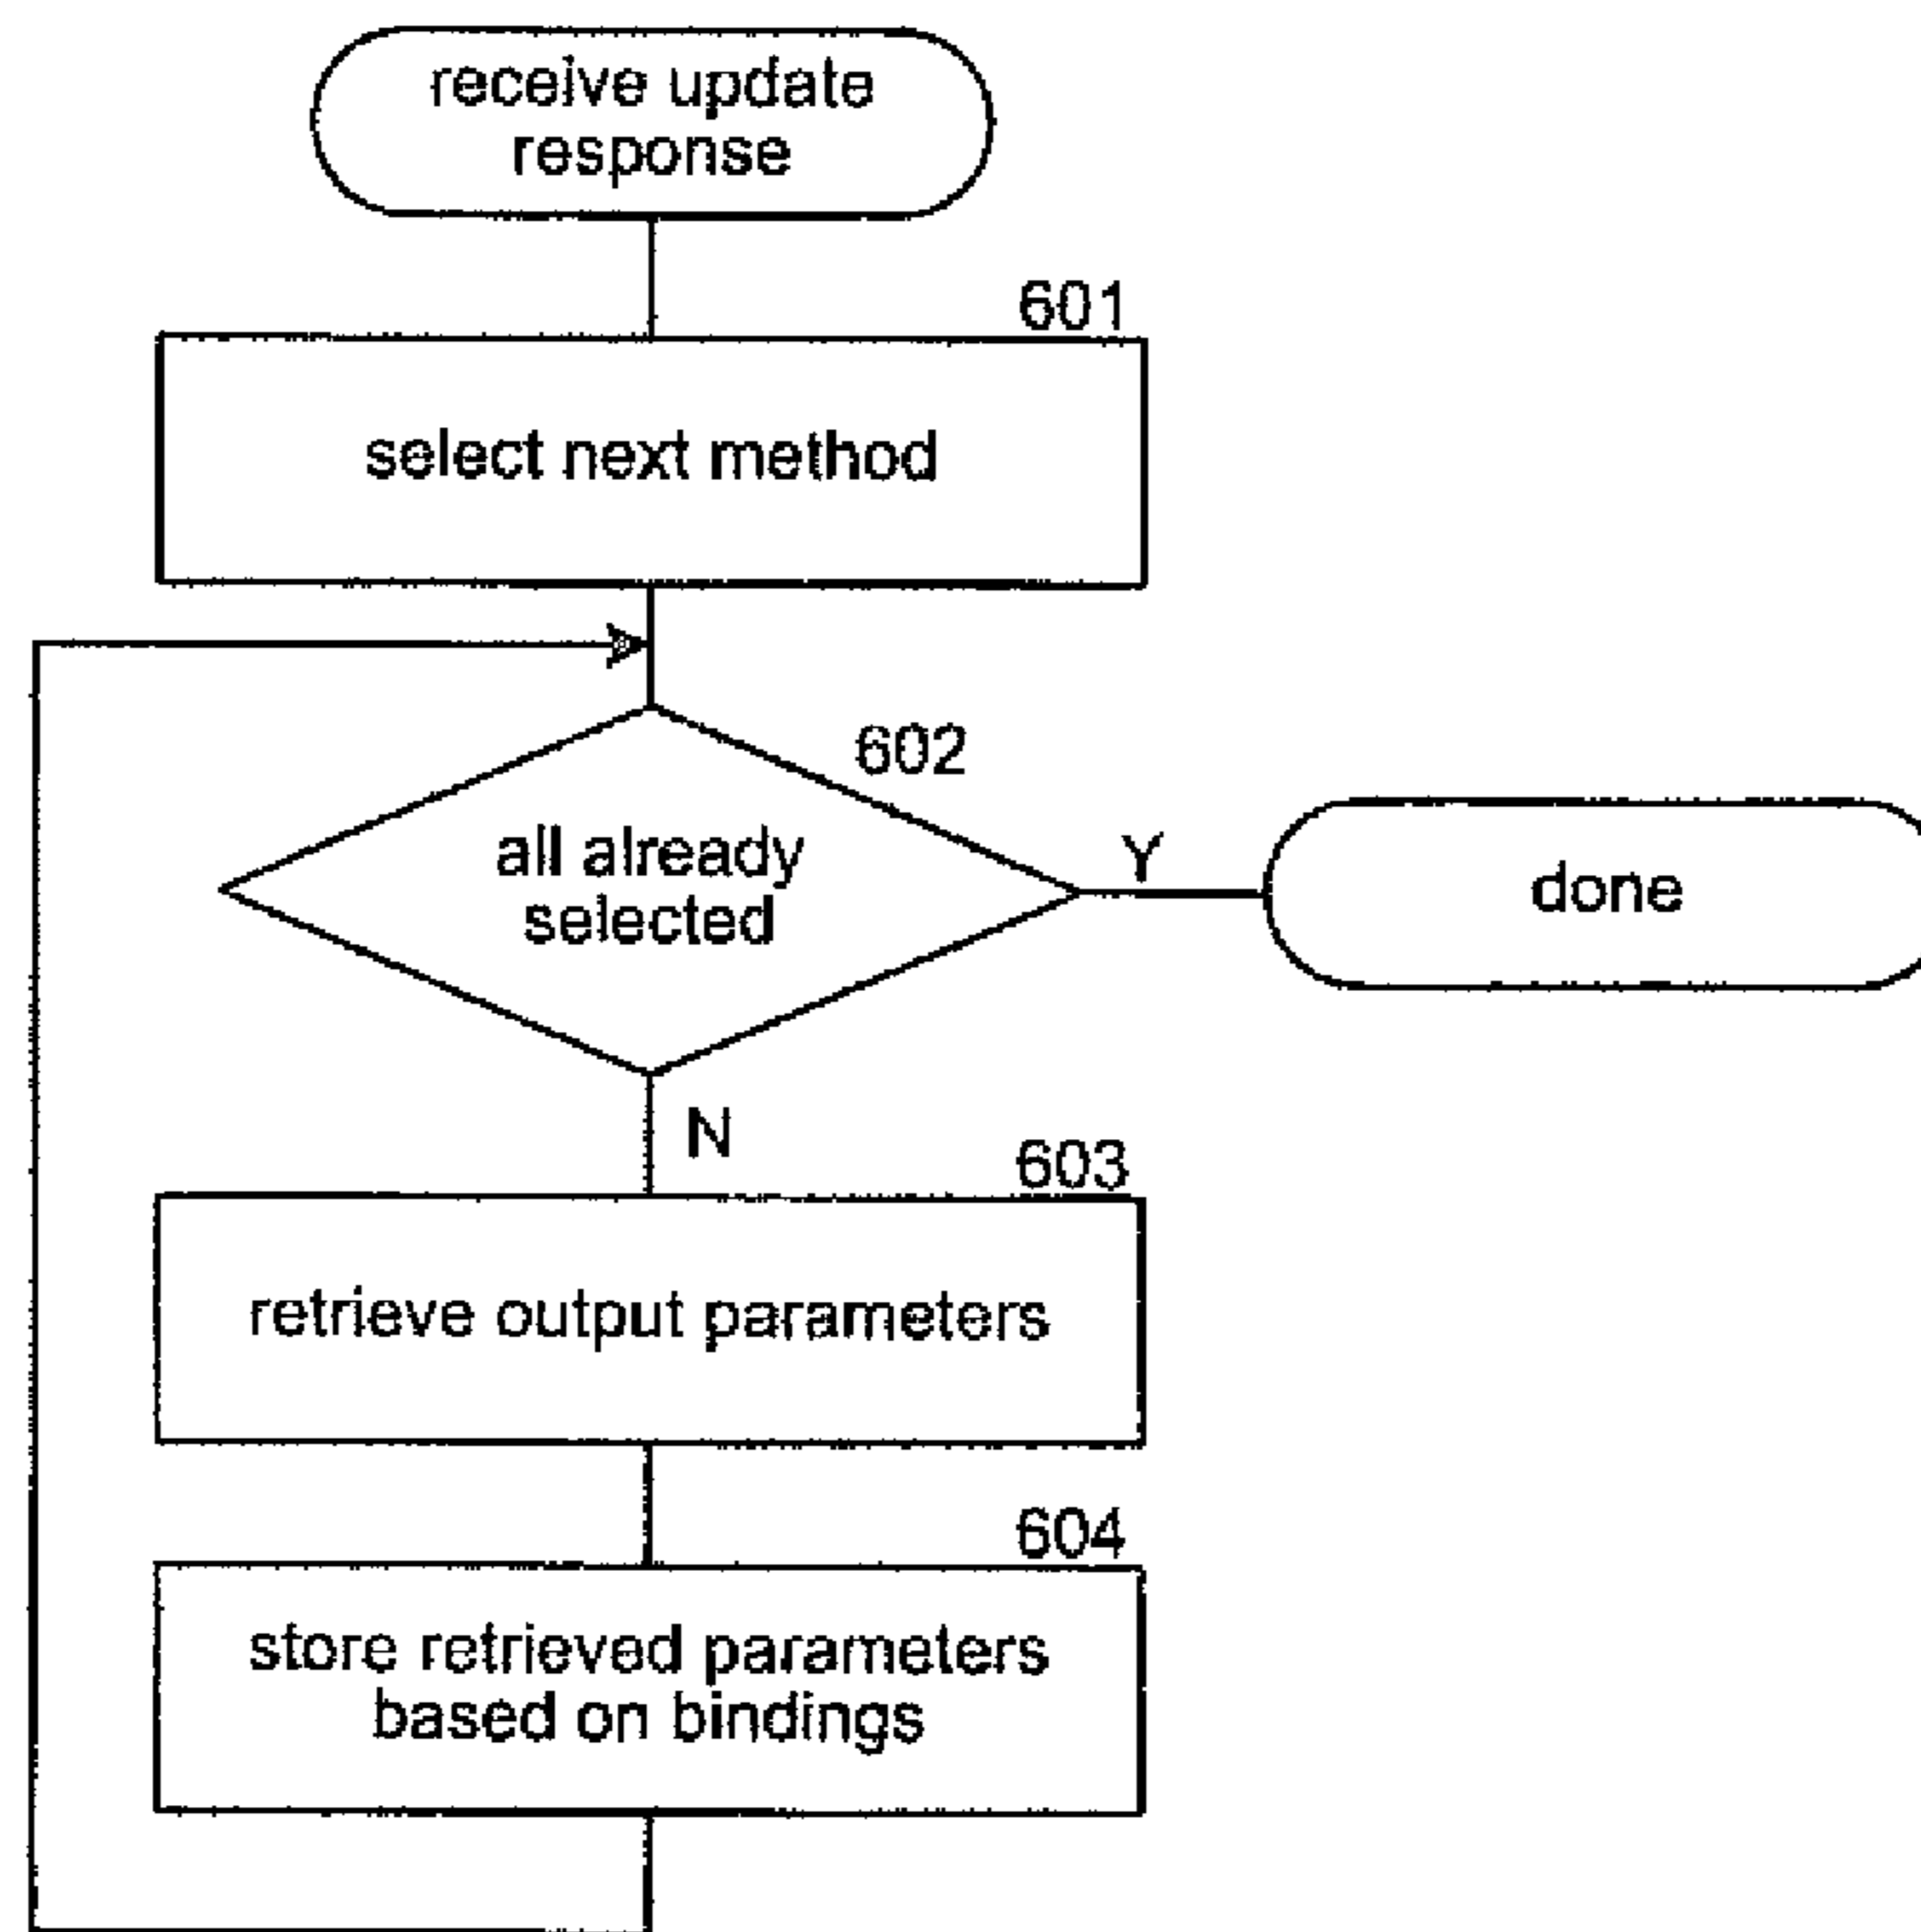 receive update
response
601
select next method
602
all already
selected
Y
done
N
603
retrieve output parameters
604
store retrieved parameters
based on bindings